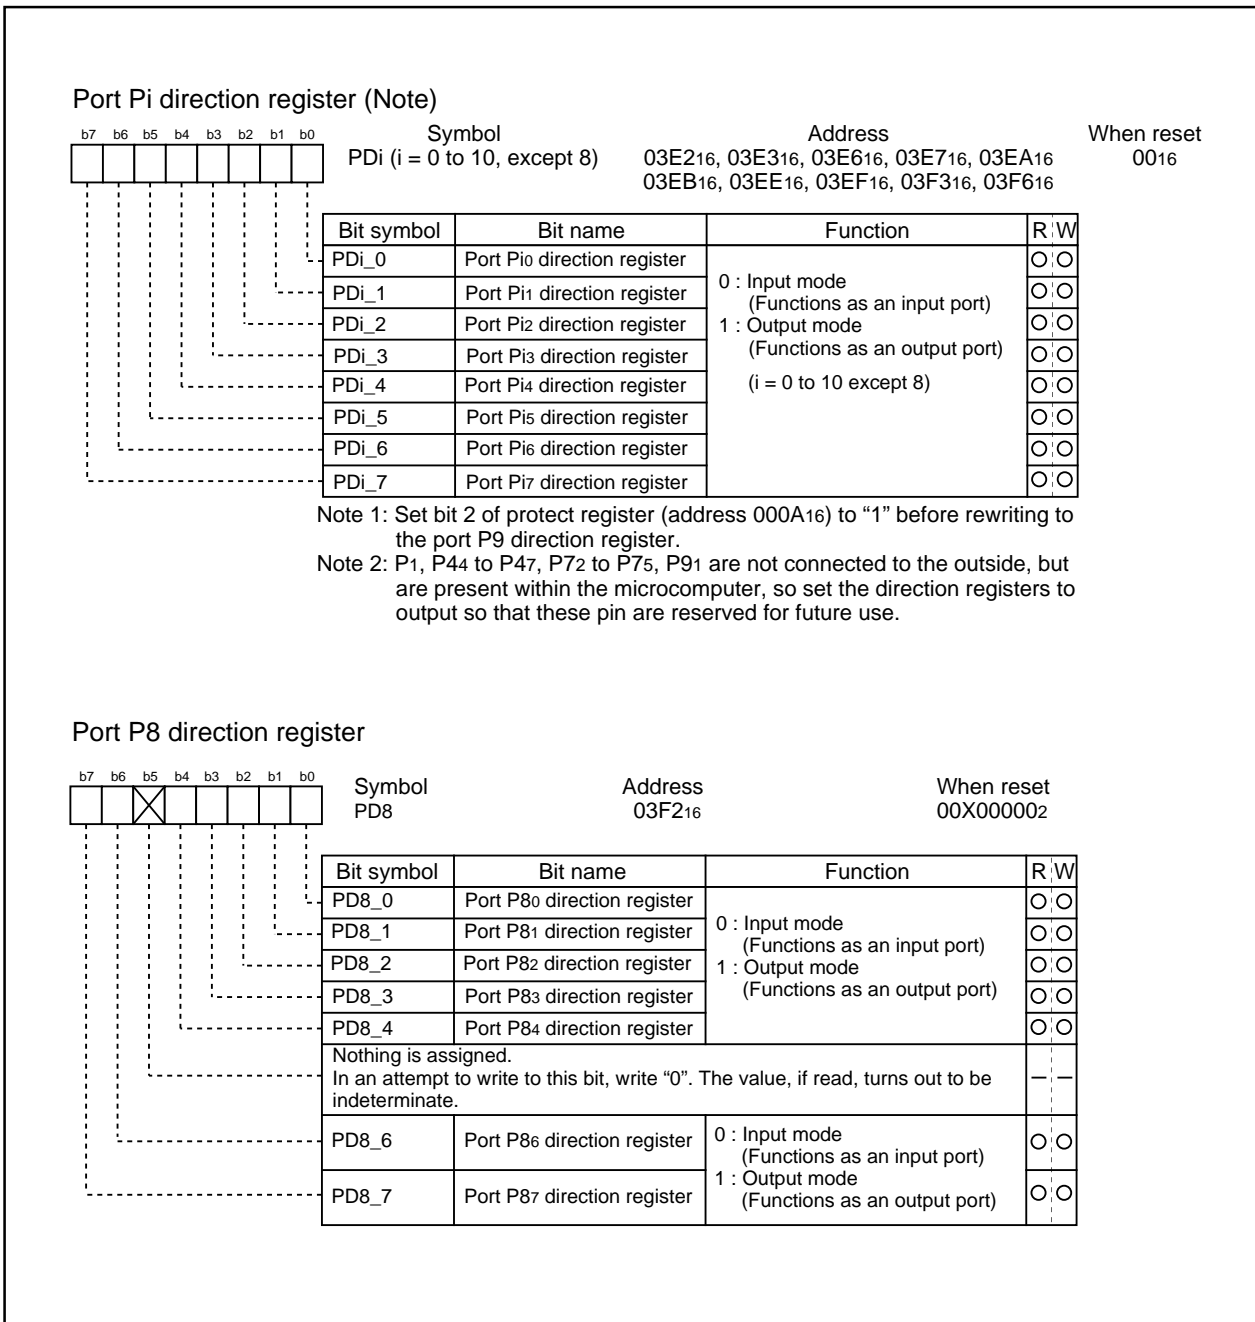 Port Pi direction register (Note)
b7 b6 b5 b4 b3 b2 b1 b0
Symbol Address When reset
PDi (i = 0 to 10, except 8) 03E216, 03E316, 03E616, 03E716, 03EA16 0016
03EB16, 03EE16, 03EF16, 03F316, 03F616
Bit symbol Bit name Function R W
PDi_0 Port Pi0 direction register
0 : Input mode
PDi_1 Port Pi1 direction register
(Functions as an input port)
PDi_2 Port Pi2 direction register
1 : Output mode
PDi_3 Port Pi3 direction register
(Functions as an output port)
PDi_4 Port Pi4 direction register
(i = 0 to 10 except 8)
PDi_5 Port Pi5 direction register
PDi_6 Port Pi6 direction register
PDi_7 Port Pi7 direction register
Note 1: Set bit 2 of protect register (address 000A16) to “1” before rewriting to
the port P9 direction register.
Note 2: P1, P44 to P47, P72 to P75, P91 are not connected to the outside, but
are present within the microcomputer, so set the direction registers to
output so that these pin are reserved for future use.
Port P8 direction register
b7 b6 b5 b4 b3 b2 b1 b0
Symbol Address When reset
PD8 03F216 00X000002
Bit symbol Bit name Function R W
PD8_0 Port P80 direction register
0 : Input mode
PD8_1 Port P81 direction register
(Functions as an input port)
PD8_2 Port P82 direction register
1 : Output mode
PD8_3 Port P83 direction register
(Functions as an output port)
PD8_4 Port P84 direction register
Nothing is assigned.
In an attempt to write to this bit, write “0”. The value, if read, turns out to be
indeterminate.
0 : Input mode
PD8_6 Port P86 direction register
(Functions as an input port)
1 : Output mode
PD8_7 Port P87 direction register
(Functions as an output port)